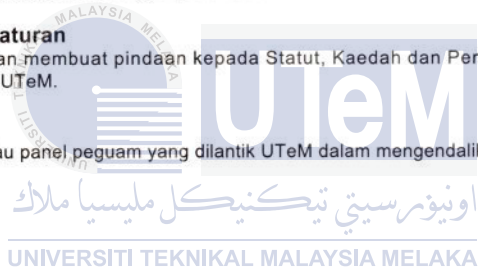 aturan
an membuat pindaan kepada Statut, Kaedah dan Per
UTeM.
UTeM
au panel peguam yang dilantik UTeM dalam mengendali
اونيۏرسيتي تيكنيكل مليسيا ملاك
UNIVERSITI TEKNIKAL MALAYSIA MELAKA